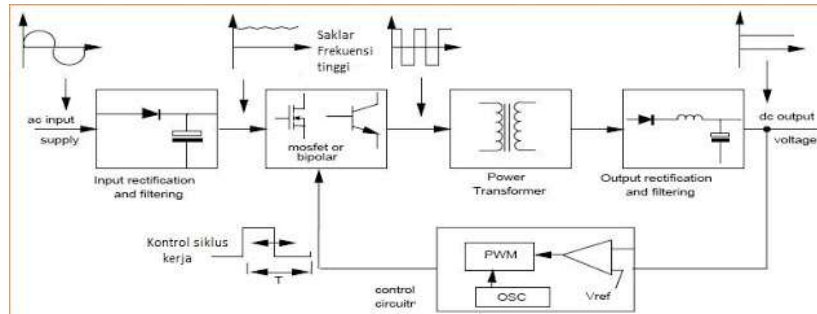 Saklar
Frekuensi
tinggi
ac input
supply
mosfet or
bipolar
dc output
voltage
Input rectification
and filtering
Power
Transformer
Output rectification
and filtering
Kontrol siklus
kerja
T
control
circuitr
PWM
OSC
Vref